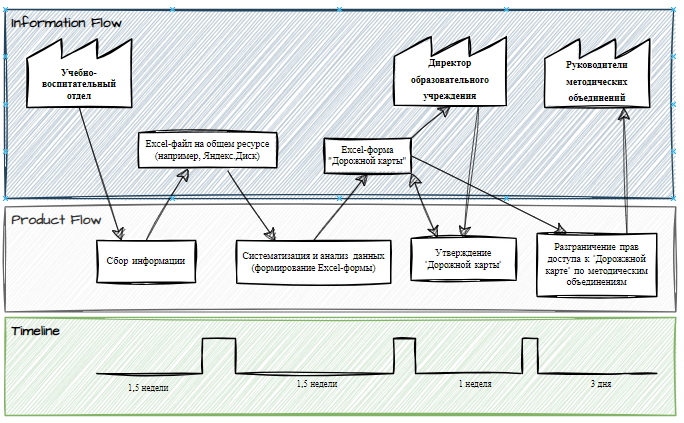 Information Flow
Учебно-
воспитательный
отдел
Директор
образовательного
учреждения
Руководители
методических
объединений
Excel-файл на общем ресурсе
(например, Яндекс.Диск)
Excel-форма
"Дорожной карты"
Product Flow
Сбор информации
Систематизация и анализ данных
(формирование Excel-формы)
Утверждение
"Дорожной карты"
Разграничение прав
доступа к "Дорожжной
карте" по методическим
объединениям
Timeline
1,5 недели
1,5 недели
1 неделя
3 дня